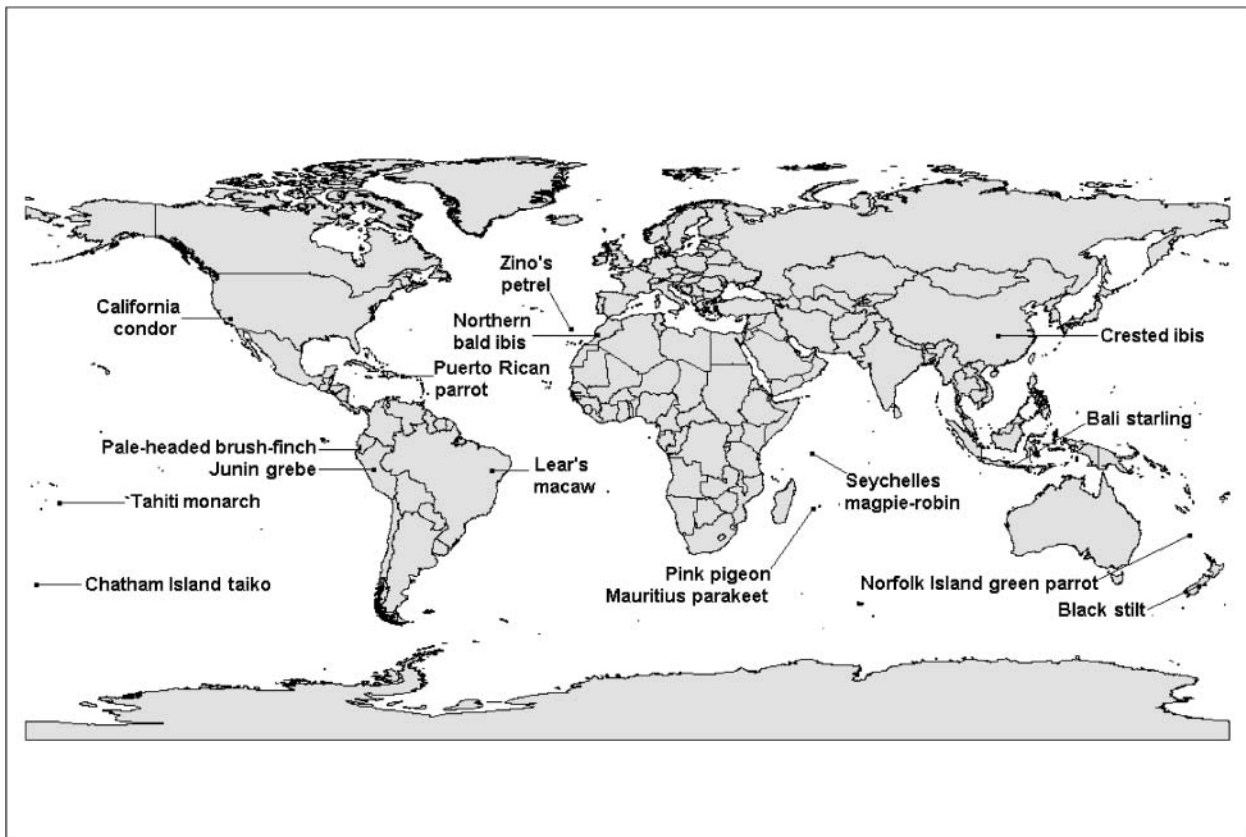 Zino's
petrel
California
condor
Northern
bald ibis
Crested ibis
Puerto Rican
parrot
Bali starling
Pale-headed brush-finch
Junin grebe
Lear's
macaw
Seychelles
magpie-robin
Tahiti monarch
Pink pigeon
Mauritius parakeet
Norfolk Island green parrot
Chatham Island taiko
Black stilt